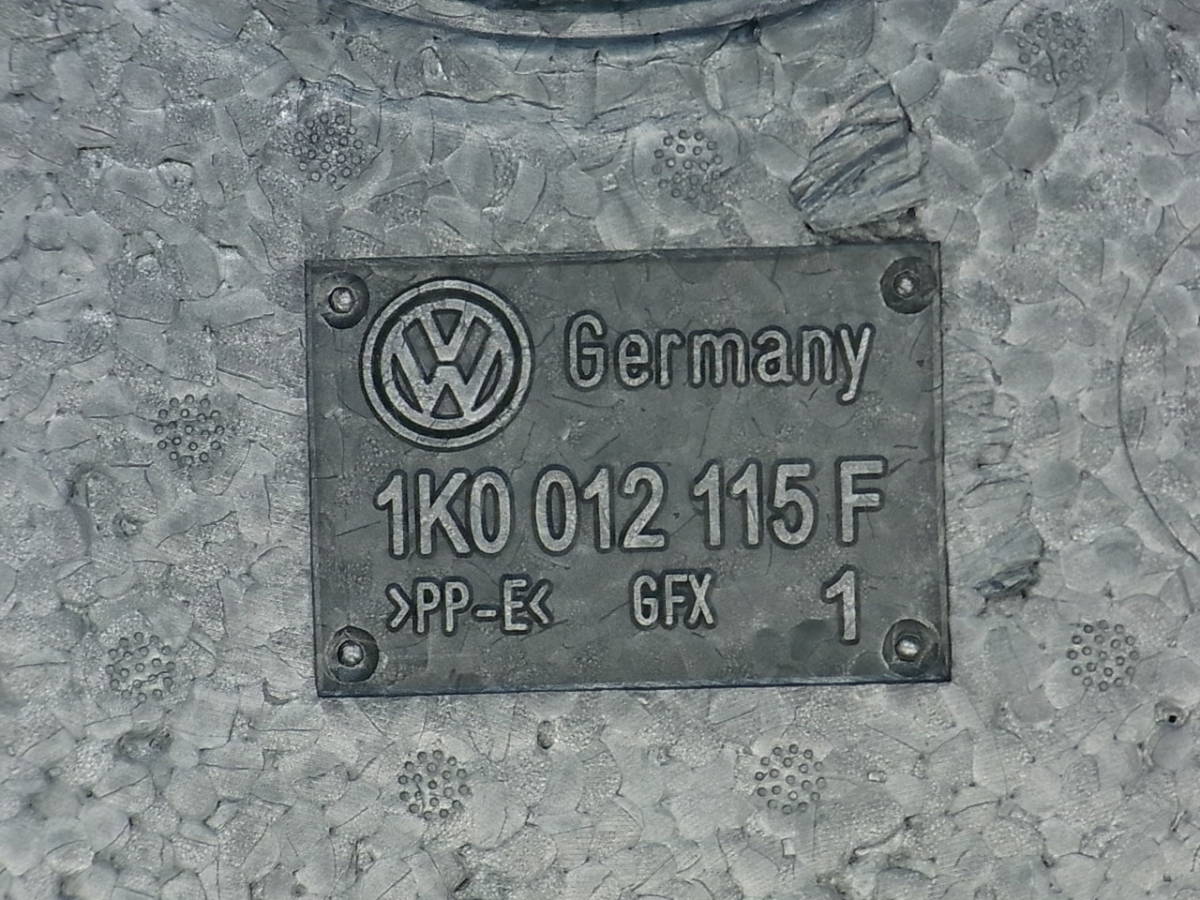 Germany
1K0 012 115 F
>PP-E< GFX 1